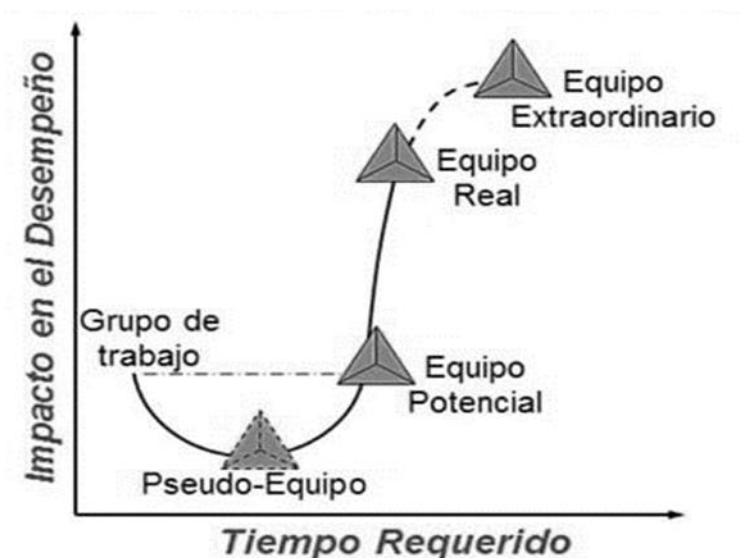 Impacto en el Desempeño
Equipo
Extraordinario
Equipo
Real
Grupo de
trabajo
Equipo
Potencial
Pseudo-Equipo
Tiempo Requerido